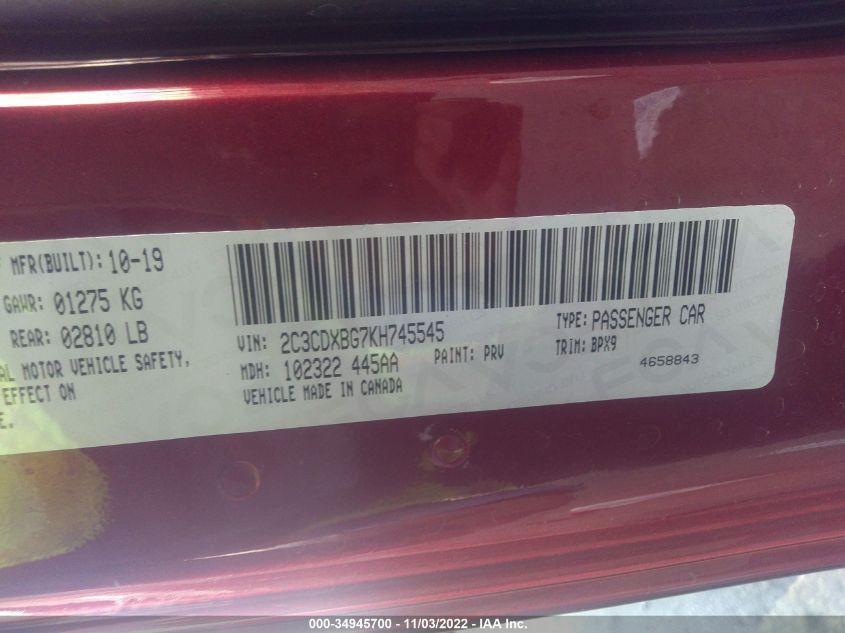 MFR(BUILT): 10-19
GAWR: 01275 KG
REAR: 02810 LB
MOTOR VEHICLE SAFETY,
EFFECT ON
VIN: 2C3CDXBG7KH745545
TYPE: PASSENGER CAR
MDH: 102322 445AA
PAINT: PRV
TRIM: BPX9
VEHICLE MADE IN CANADA
4658843
000-34945700 - 11/03/2022 - IAA Inc.